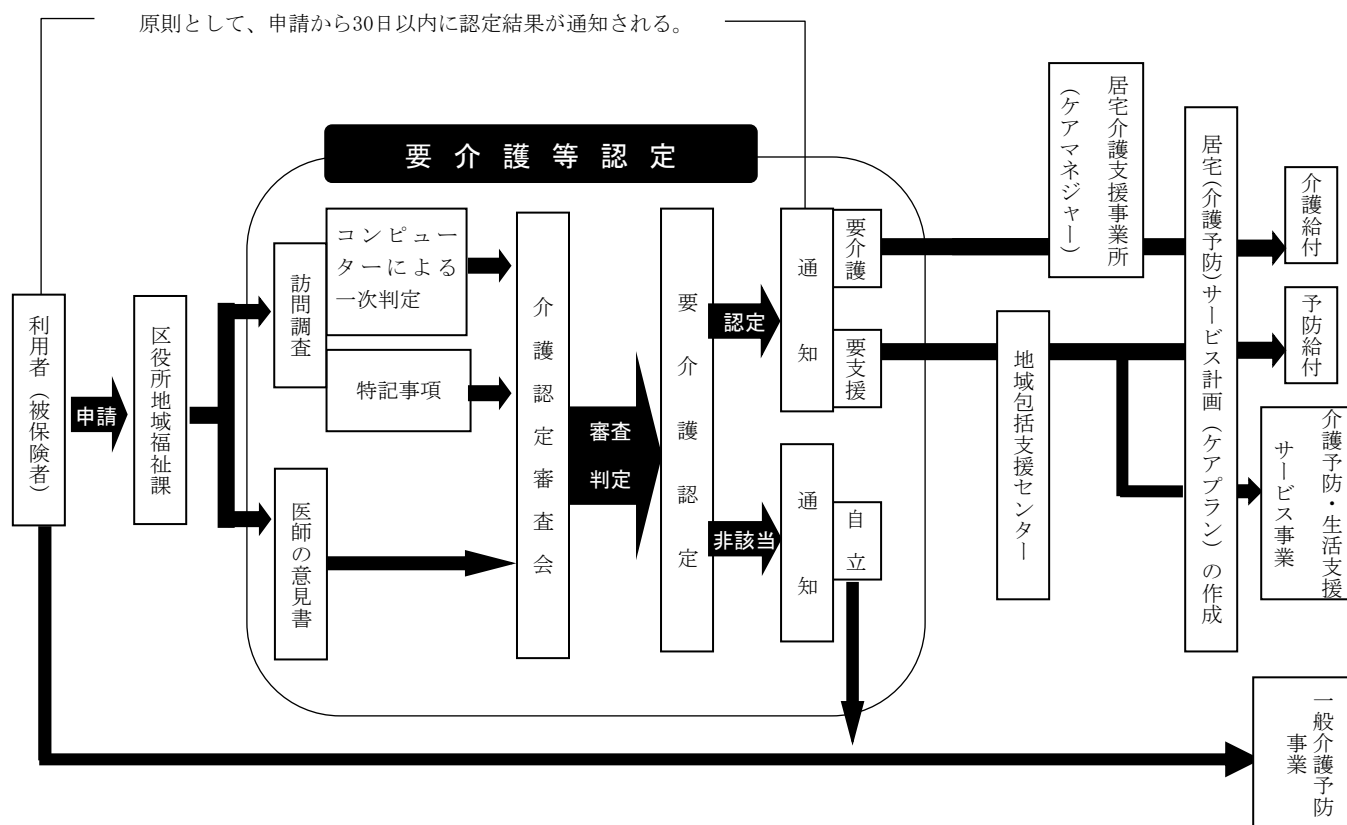 原則として、申請から30日以内に認定結果が通知される。
要介護等認定
利用者（被保険者）
申請
区役所地域福祉課
訪問調査
コンピュー
ターによる
一次判定
特記事項
医師の意見書
介護認定審査会
審査
判定
要介護認定
認定
非該当
通知
要介護
要支援
通知
自立
居宅介護支援事業所
（ケアマネジャー）
地域包括支援センター
居宅(介護予防)サービス計画（ケアプラン）の作成
介護給付
予防給付
介護予防・生活支援
サービス事業
一般介護予防
事業